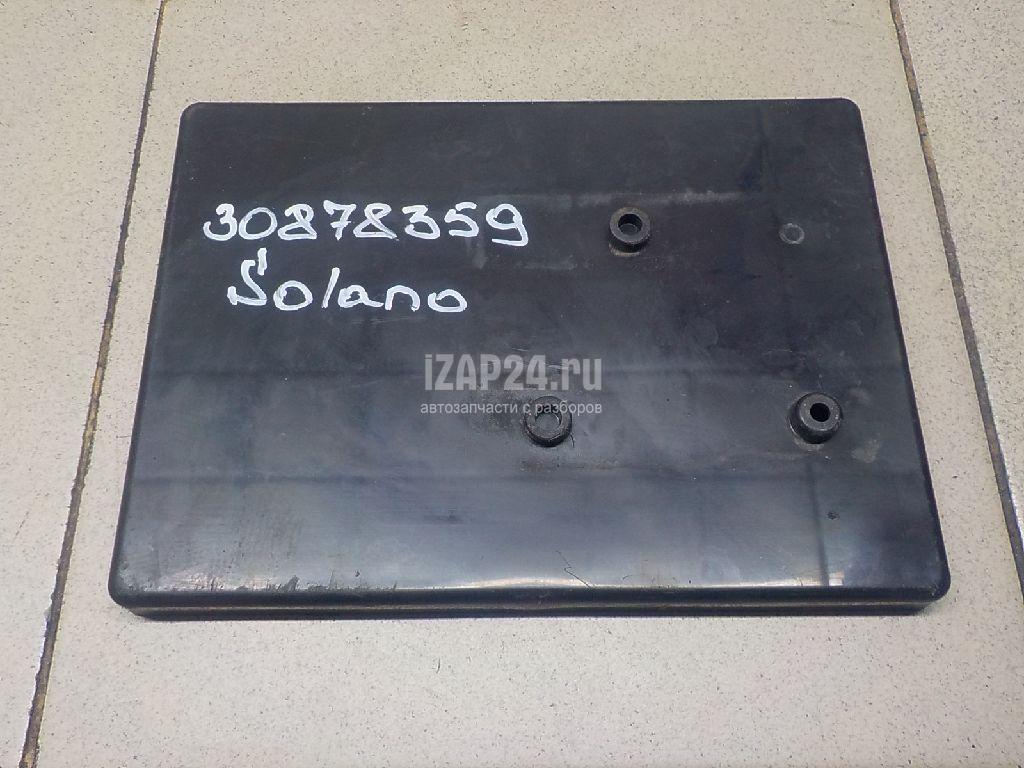 30878359
Solano
iZAP24.ru
автозапчасти с разборов